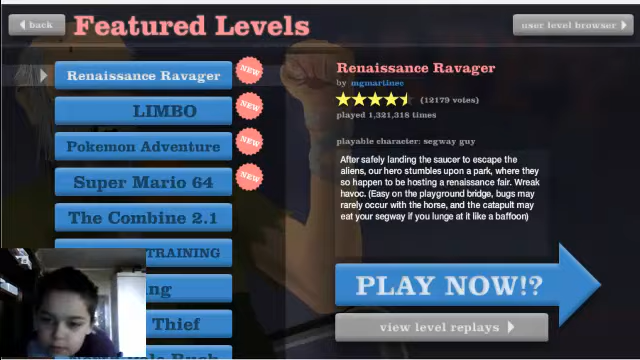 back
Featured Levels
user level browser
Renaissance Ravager
NEW
LIMBO
NEW
Pokemon Adventure
NEW
Super Mario 64
NEW
The Combine 2.1
TRAINING
ng
Thief
Renaissance Ravager
by mgmartinec
(12179 votes)
played 1,321,318 times
playable character: segway guy
After safely landing the saucer to escape the
aliens, our hero stumbles upon a park, where they
so happen to be hosting a renaissance fair. Wreak
havoc. (Easy on the playground bridge, bugs may
rarely occur with the horse, and the catapult may
eat your segway if you lunge at it like a baffoon)
PLAY NOW!?
view level replays